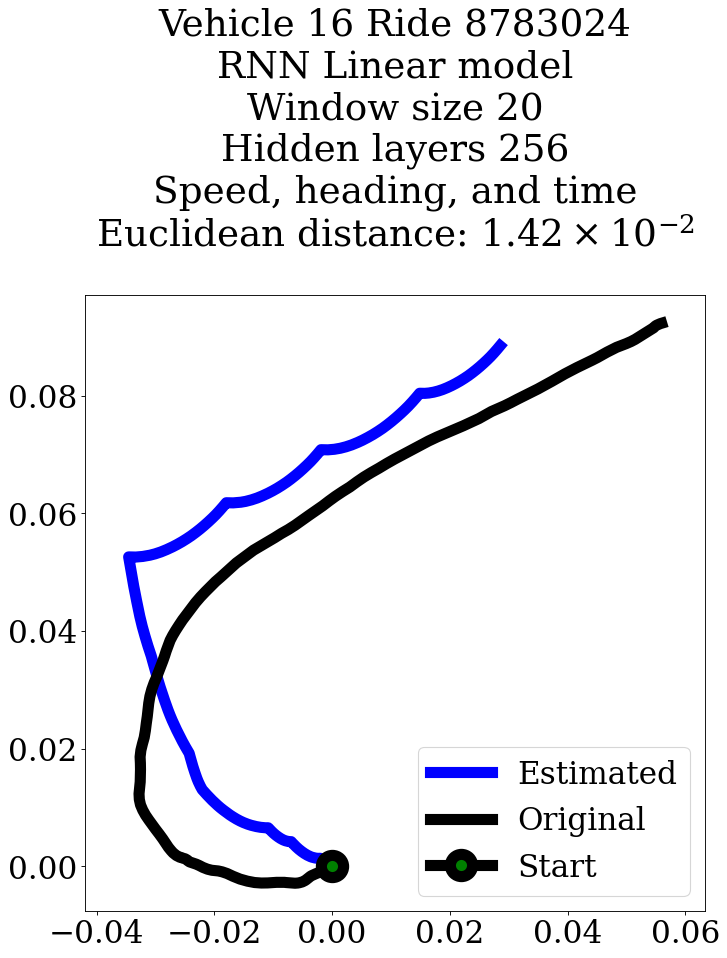 Vehicle 16 Ride 8783024
RNN Linear model
Window size 20
Hidden layers 256
Speed, heading, and time
Euclidean distance: 1.42 × 10⁻²
0.08
0.06
0.04
0.02
0.00
Estimated
Original
Start
−0.04 −0.02 0.00 0.02 0.04 0.06